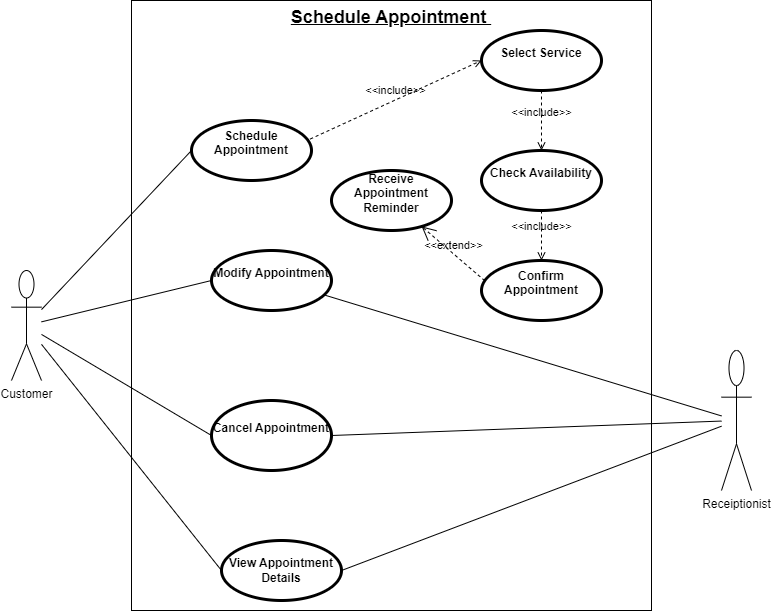 Schedule Appointment
Select Service
<<include>>
<<include>>
Schedule
Appointment
Check Availability
Receive
Appointment
Reminder
<<include>>
<<extend>>
Modify Appointment
Confirm
Appointment
Customer
Cancel Appointment
Receiptionist
View Appointment
Details